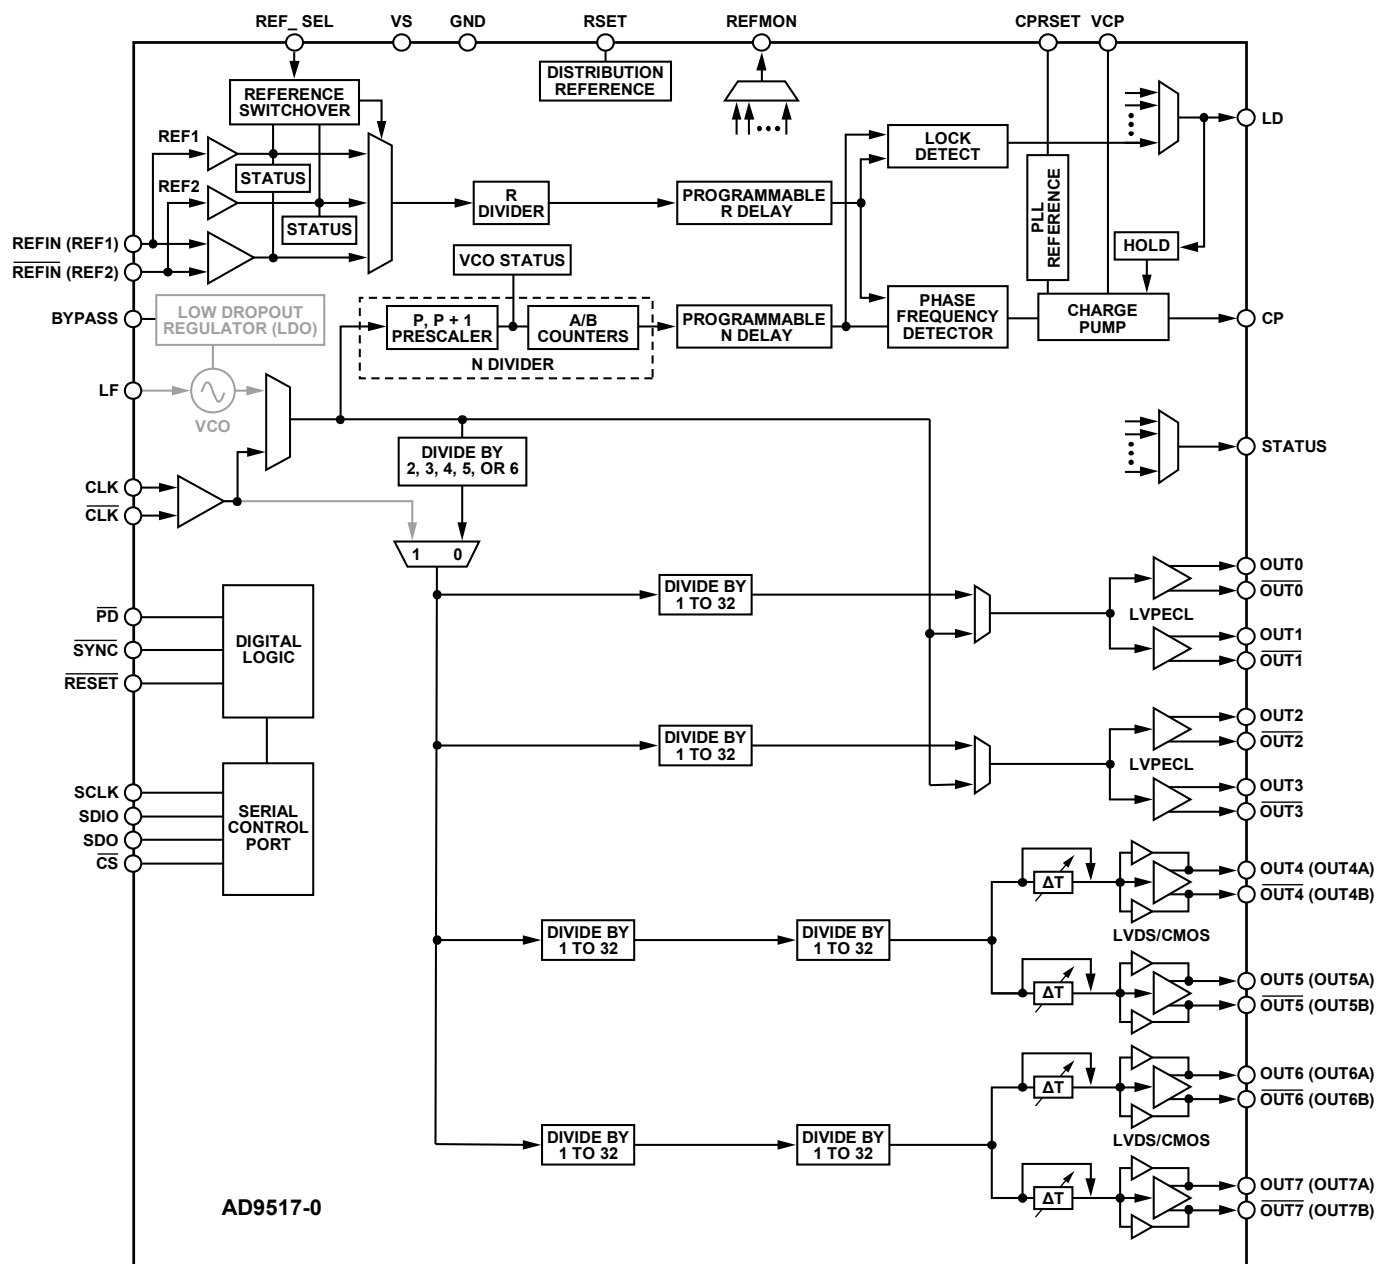 REF_ SEL
VS
GND
RSET
REFMON
CPRSET
VCP
DISTRIBUTION
REFERENCE
REFERENCE
SWITCHOVER
REF1
STATUS
REF2
STATUS
R
DIVIDER
PROGRAMMABLE
R DELAY
LOCK
DETECT
LD
PLL
REFERENCE
HOLD
REFIN (REF1)
REFIN (REF2)
BYPASS
LOW DROPOUT
REGULATOR (LDO)
VCO STATUS
P, P + 1
PRESCALER
A/B
COUNTERS
N DIVIDER
PROGRAMMABLE
N DELAY
PHASE
FREQUENCY
DETECTOR
CHARGE
PUMP
CP
LF
VCO
DIVIDE BY
2, 3, 4, 5, OR 6
STATUS
CLK
CLK
1 0
PD
SYNC
RESET
DIGITAL
LOGIC
DIVIDE BY
1 TO 32
LVPECL
OUT0
OUT0
OUT1
OUT1
DIVIDE BY
1 TO 32
LVPECL
OUT2
OUT2
OUT3
OUT3
SCLK
SDIO
SDO
CS
SERIAL
CONTROL
PORT
DIVIDE BY
1 TO 32
DIVIDE BY
1 TO 32
ΔT
ΔT
LVDS/CMOS
OUT4 (OUT4A)
OUT4 (OUT4B)
OUT5 (OUT5A)
OUT5 (OUT5B)
DIVIDE BY
1 TO 32
DIVIDE BY
1 TO 32
ΔT
ΔT
LVDS/CMOS
OUT6 (OUT6A)
OUT6 (OUT6B)
OUT7 (OUT7A)
OUT7 (OUT7B)
AD9517-0